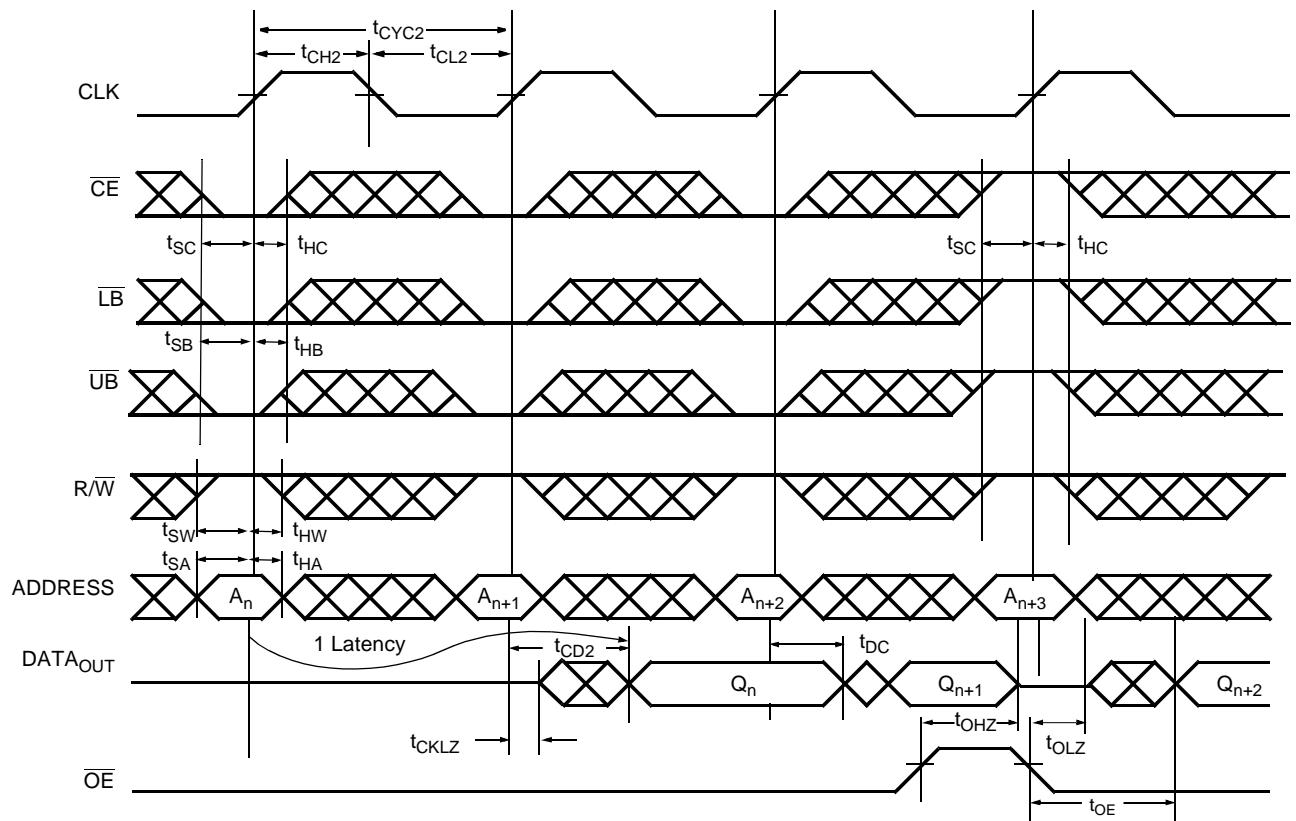 tCYC2
tCH2 tCL2
CLK
CE
tSC tHC tSC tHC
LB
tSB tHB
UB
R/W
tSW tHW
tSA tHA
ADDRESS An An+1 An+2 An+3
1 Latency tCD2 tDC
DATAOUT Qn Qn+1 Qn+2
tCKLZ tOHZ tOLZ
OE
tOE